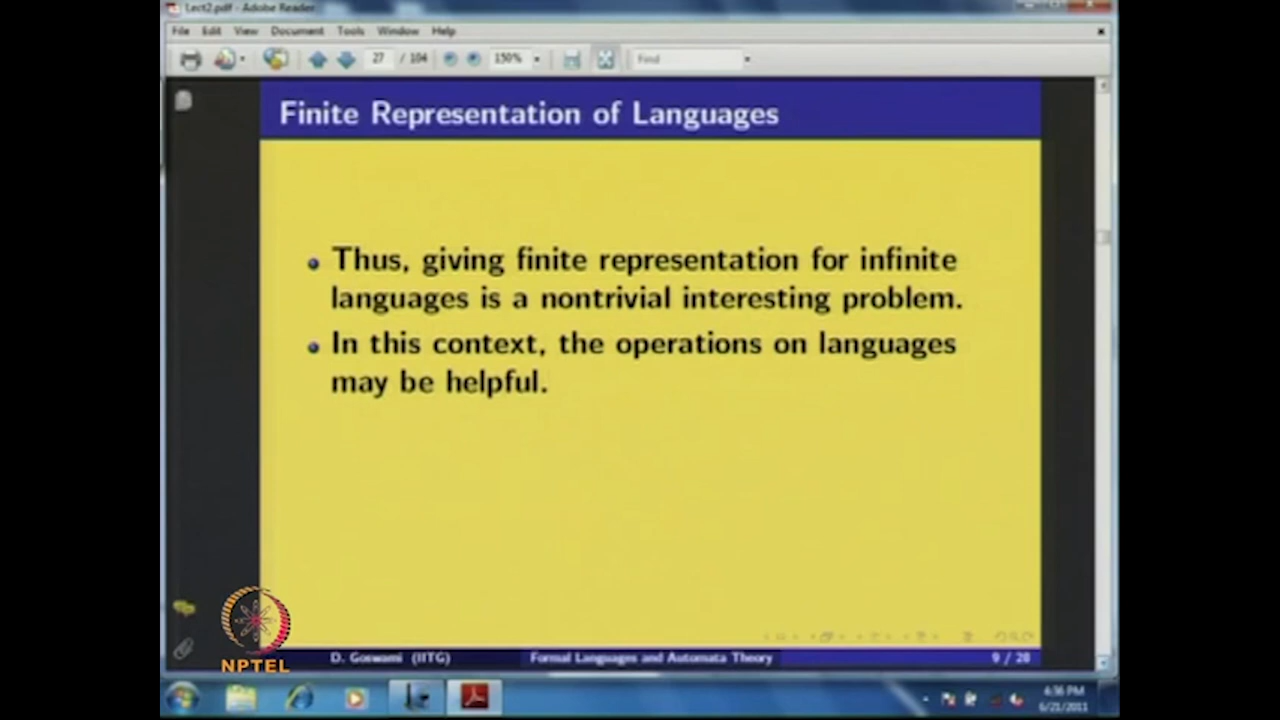 Lect2.pdf - Adobe Reader
File Edit View Document Tools Window Help
27 / 104 150% Find
Finite Representation of Languages
Thus, giving finite representation for infinite
languages is a nontrivial interesting problem.
In this context, the operations on languages
may be helpful.
D. Goswami (IITG) Formal Languages and Automata Theory 9 / 28
NPTEL
4:36 PM
6/21/2011